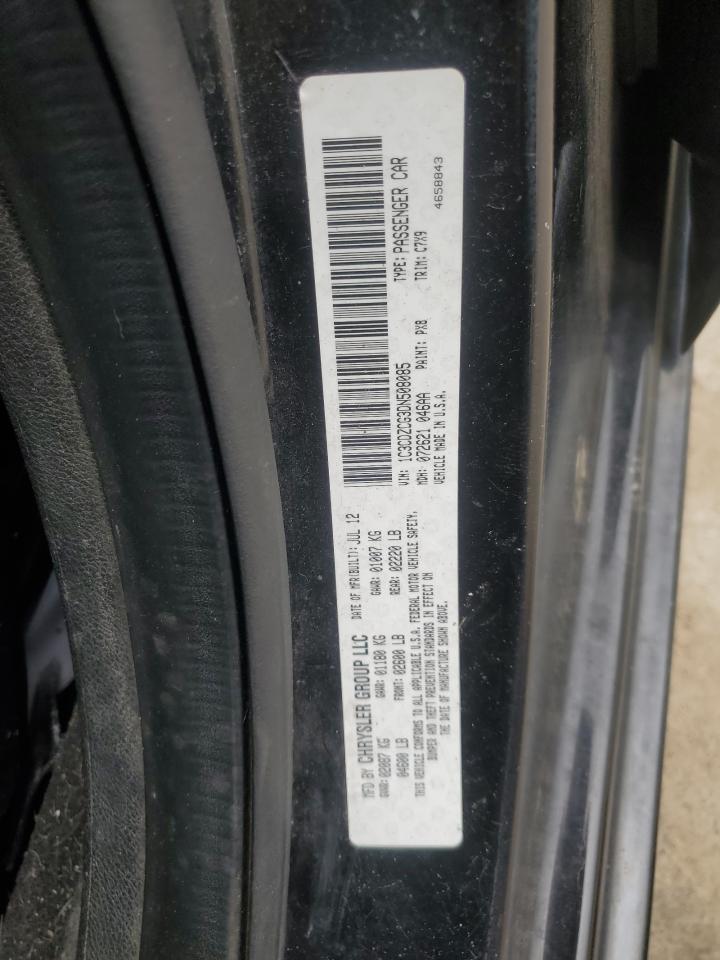 MFD BY CHRYSLER GROUP LLC
DATE OF MFR(BUILT): JUL 12
GVWR: 02087 KG
GAWR: 01180 KG
GAWR: 01007 KG
04600 LB
FRONT: 02600 LB
REAR: 02220 LB
THIS VEHICLE CONFORMS TO ALL APPLICABLE U.S.A. FEDERAL MOTOR VEHICLE SAFETY,
BUMPER AND THEFT PREVENTION STANDARDS IN EFFECT ON
THE DATE OF MANUFACTURE SHOWN ABOVE.
VIN: 1C3CDZCG3DN508085
TYPE: PASSENGER CAR
MDH: 072621 046AA
PAINT: PX8
TRIM: C7X9
VEHICLE MADE IN U.S.A.
4658843